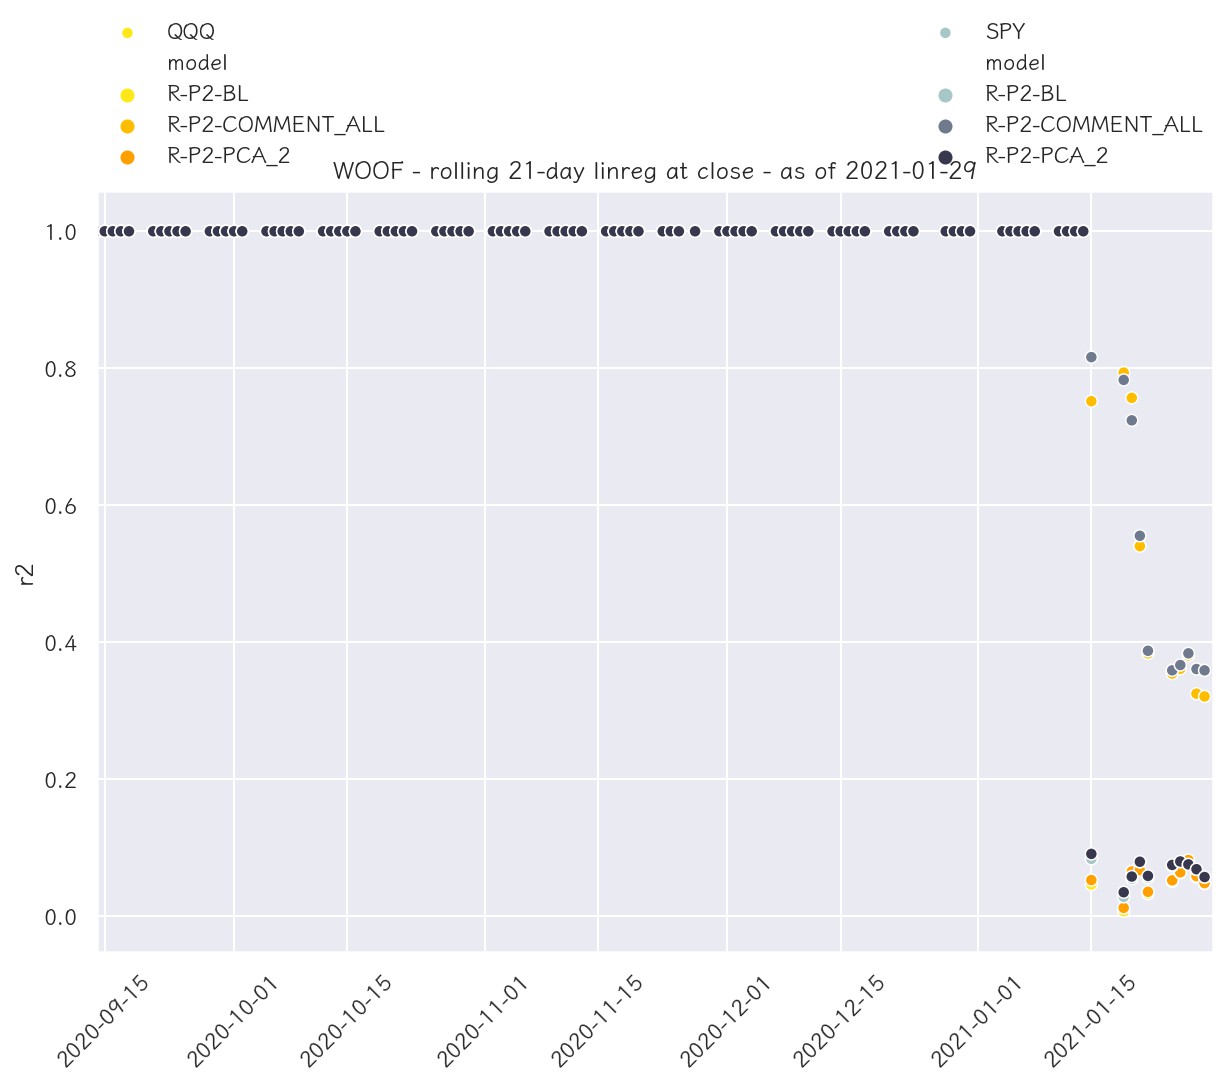 QQQ
model
R-P2-BL
R-P2-COMMENT_ALL
R-P2-PCA_2
SPY
model
R-P2-BL
R-P2-COMMENT_ALL
R-P2-PCA_2
WOOF - rolling 21-day linreg at close - as of 2021-01-29
1.0
0.8
0.6
0.4
0.2
0.0
r2
2020-09-15
2020-10-01
2020-10-15
2020-11-01
2020-11-15
2020-12-01
2020-12-15
2021-01-01
2021-01-15